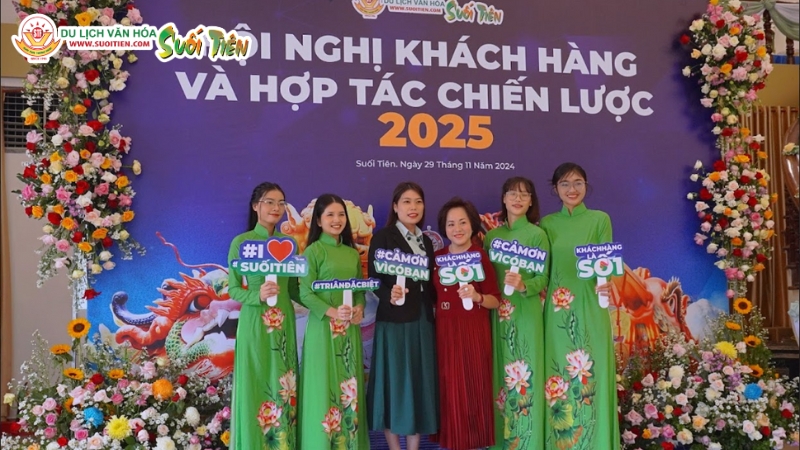 DU LỊCH VĂN HÓA
WWW.SUOITIEN.COM
SUỐI TIÊN
DU LỊCH VĂN HÓA
WWW.SUOITIEN.COM
SUỐI TIÊN
ỘI NGHỊ KHÁCH HÀNG
VÀ HỢP TÁC CHIẾN LƯỢC
2025
Suối Tiên, Ngày 29 Tháng 11 Năm 2024
#I
SUỐITIÊN
#TRIÂNĐẶCBIỆT
#CẢMƠN
VÌCÓBẠN
KHÁCHHÀNG
LÀ
SỐ1
#CẢMƠN
VÌCÓBẠN
KHÁCHHÀNG
LÀ
SỐ1